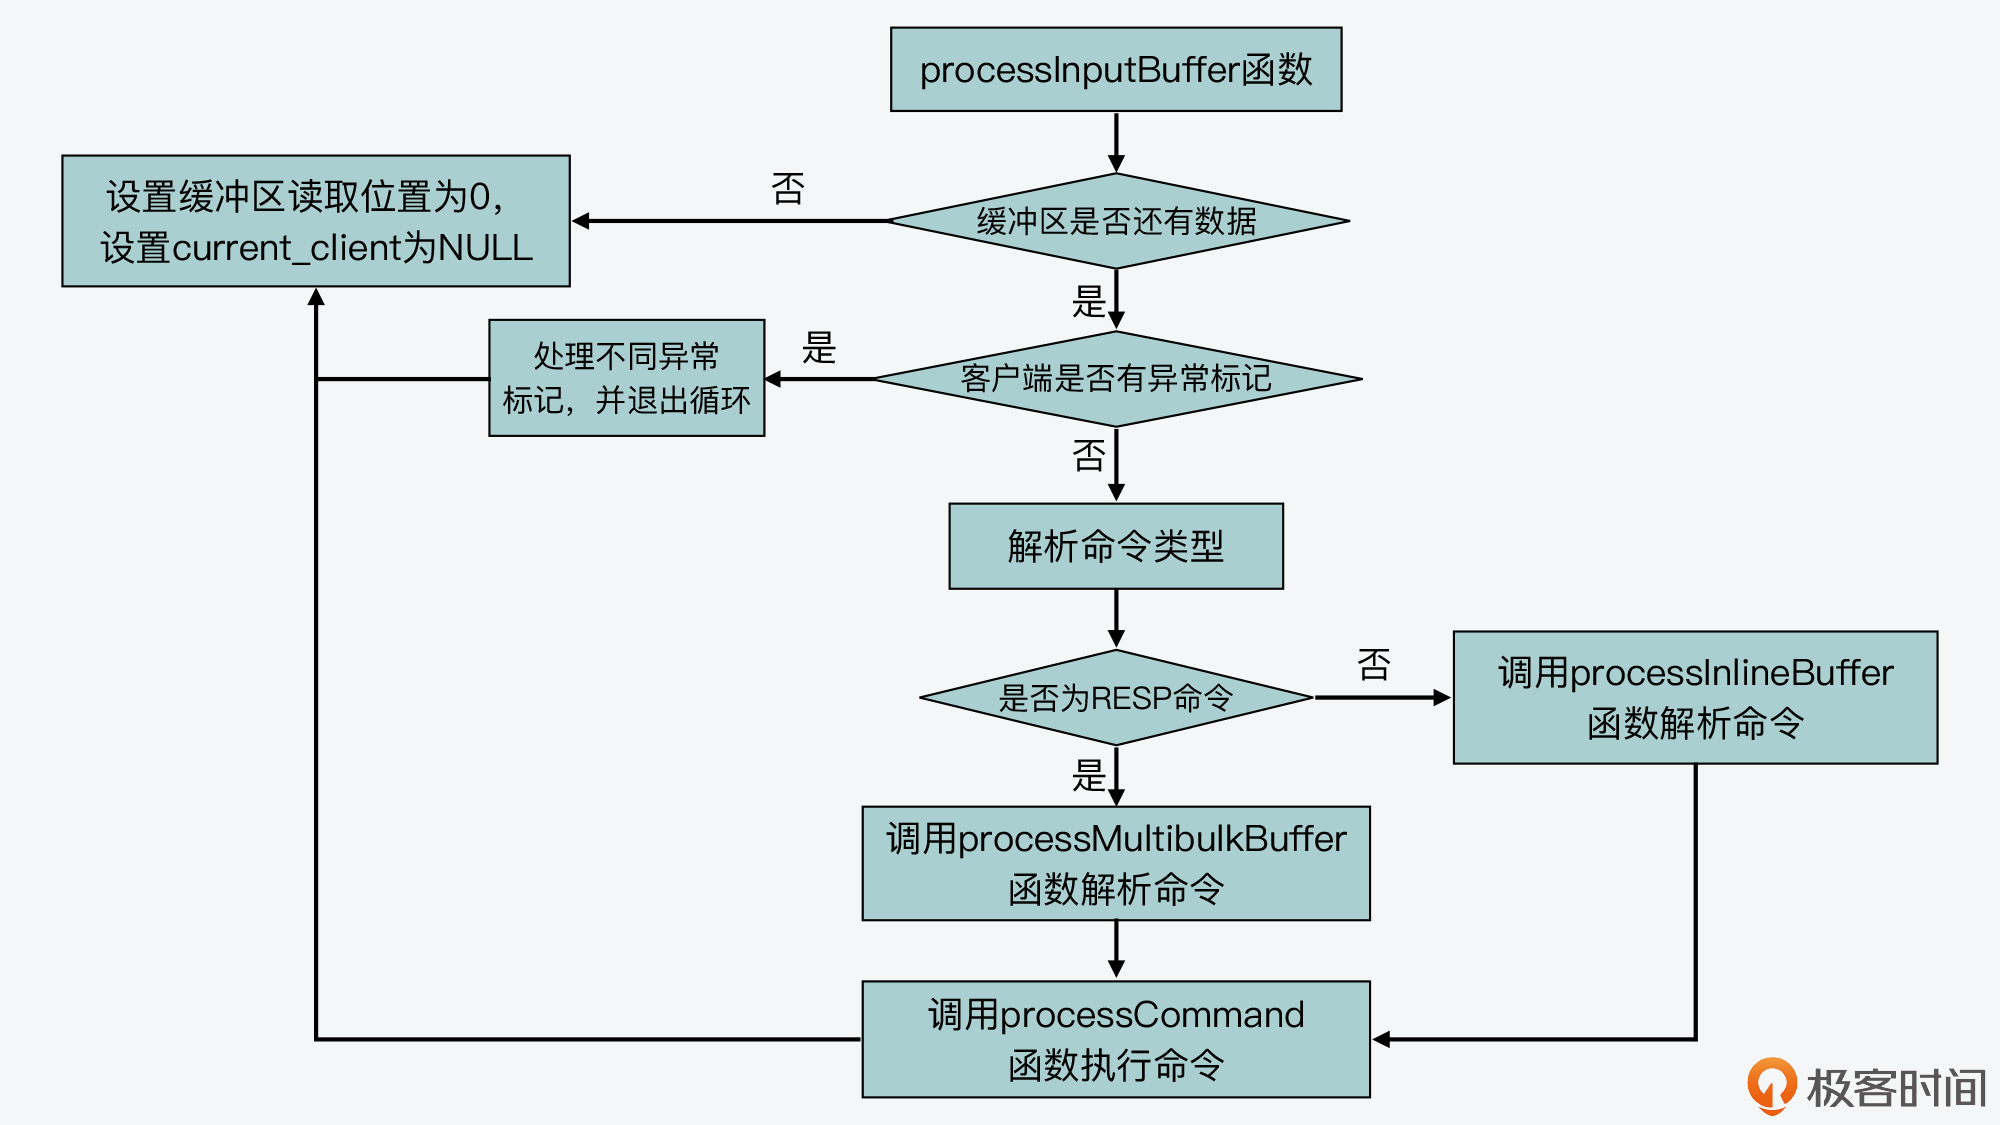 processInputBuffer函数
缓冲区是否还有数据
否
设置缓冲区读取位置为0，
设置current_client为NULL
是
客户端是否有异常标记
是
处理不同异常
标记，并退出循环
否
解析命令类型
是否为RESP命令
否
调用processInlineBuffer
函数解析命令
是
调用processMultibulkBuffer
函数解析命令
调用processCommand
函数执行命令
极客时间